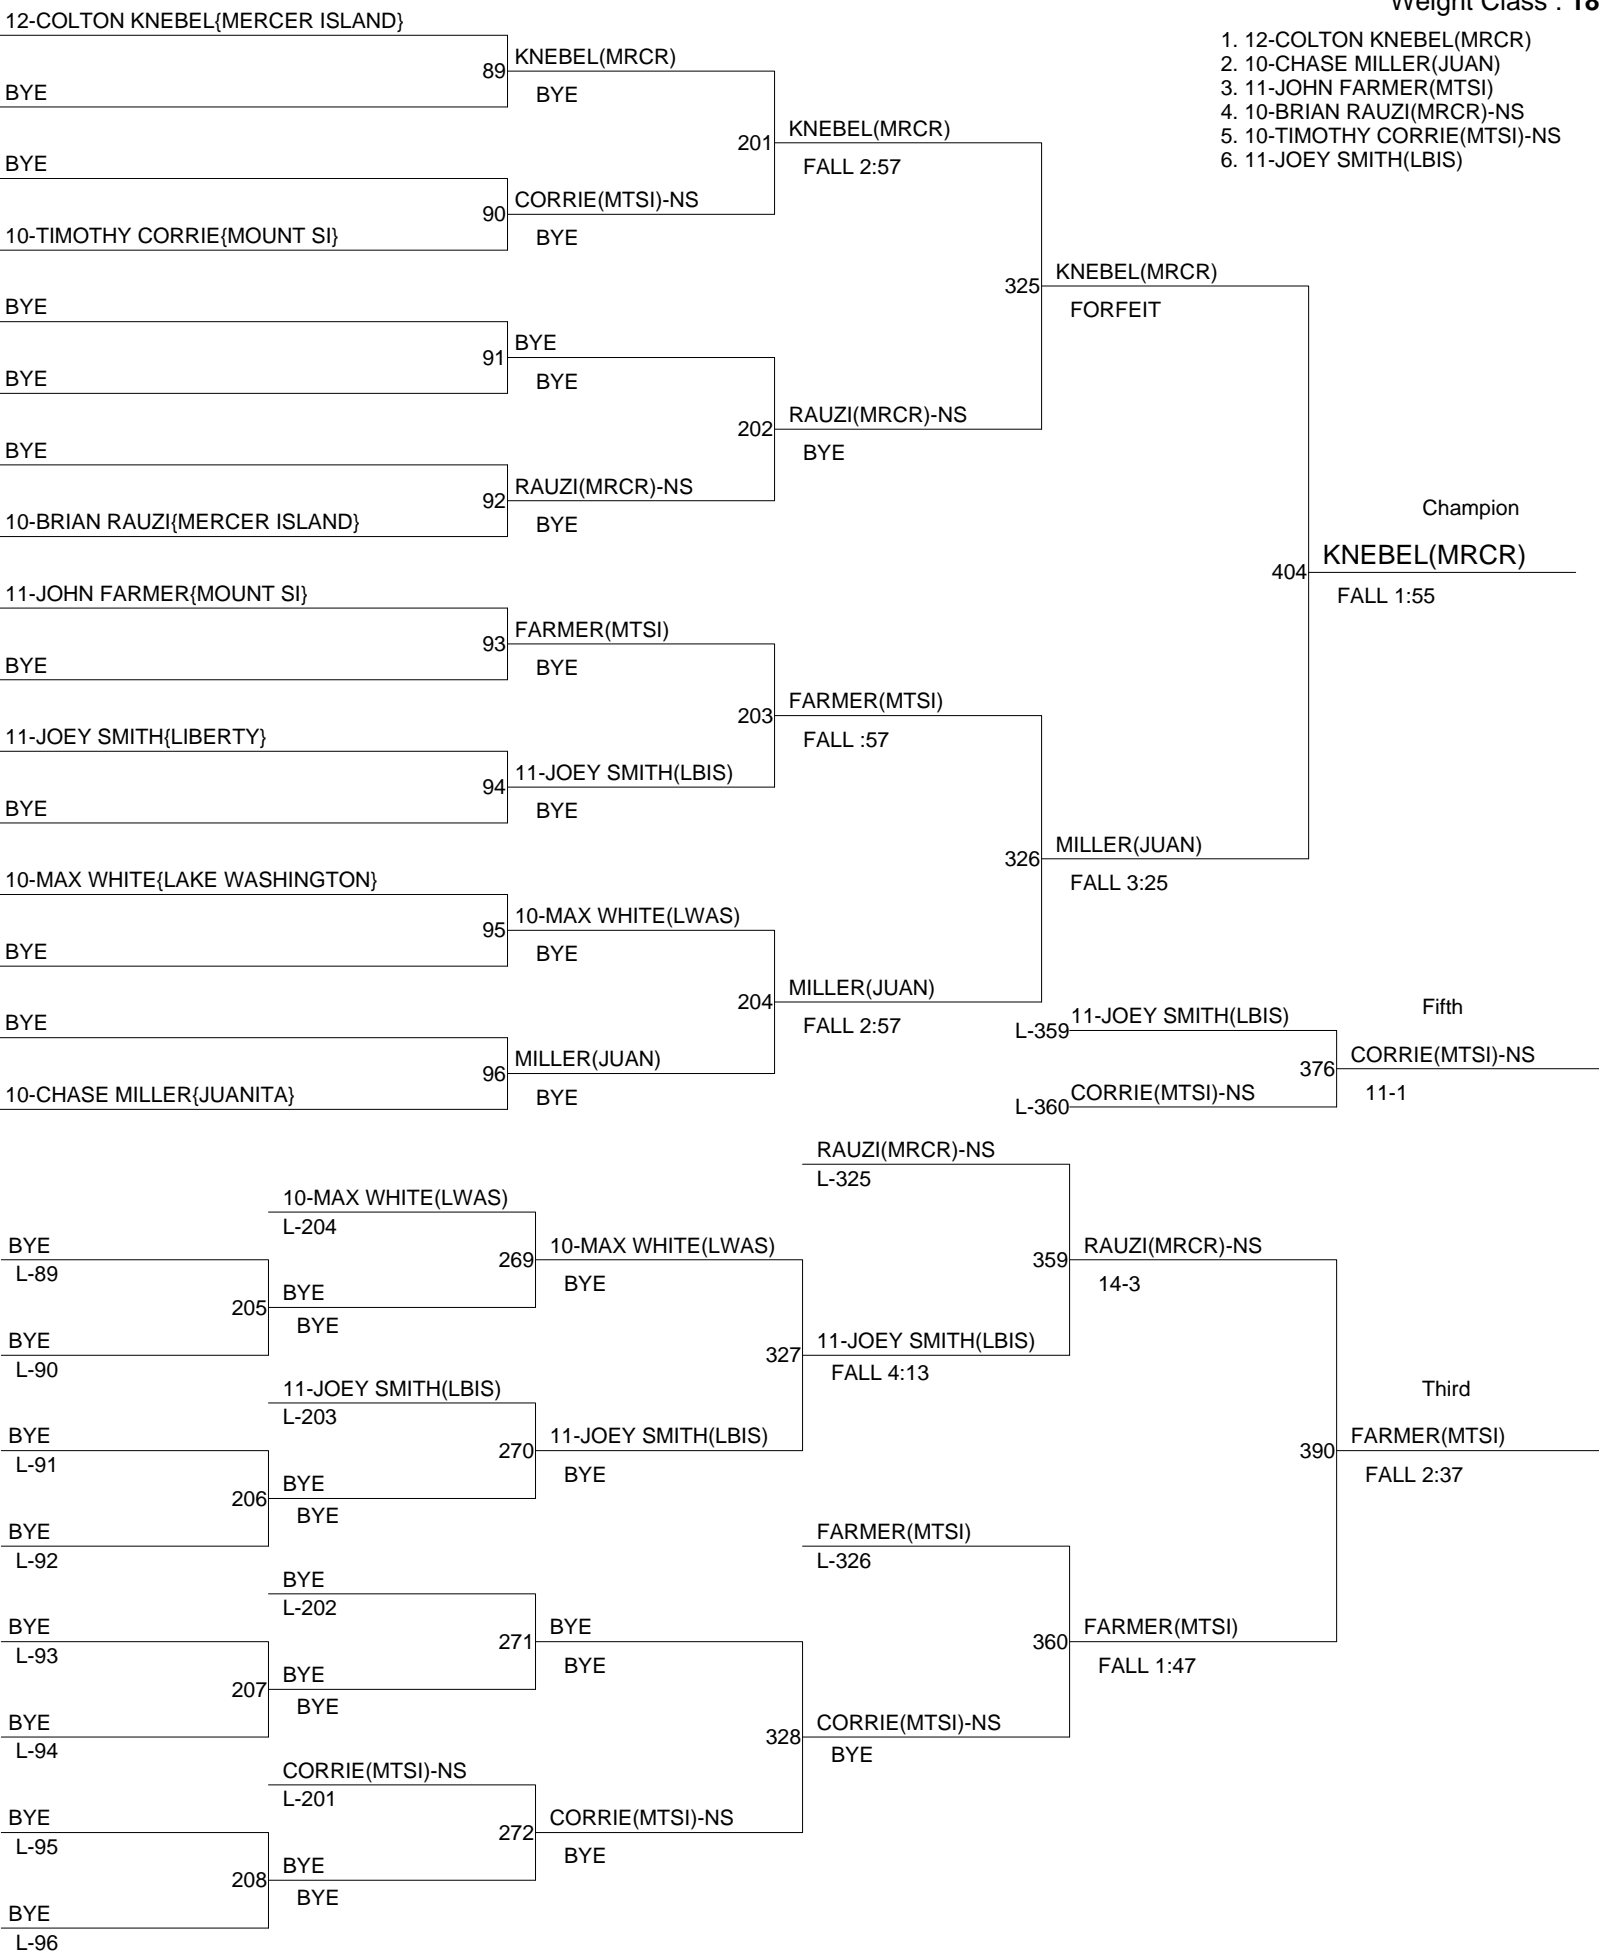 Weight Class : 18
1. 12-COLTON KNEBEL(MRCR)
2. 10-CHASE MILLER(JUAN)
3. 11-JOHN FARMER(MTSI)
4. 10-BRIAN RAUZI(MRCR)-NS
5. 10-TIMOTHY CORRIE(MTSI)-NS
6. 11-JOEY SMITH(LBIS)
12-COLTON KNEBEL{MERCER ISLAND}
BYE
BYE
10-TIMOTHY CORRIE{MOUNT SI}
BYE
BYE
BYE
10-BRIAN RAUZI{MERCER ISLAND}
11-JOHN FARMER{MOUNT SI}
BYE
11-JOEY SMITH{LIBERTY}
BYE
10-MAX WHITE{LAKE WASHINGTON}
BYE
BYE
10-CHASE MILLER{JUANITA}
89 KNEBEL(MRCR)
BYE
90 CORRIE(MTSI)-NS
BYE
91 BYE
BYE
92 RAUZI(MRCR)-NS
BYE
93 FARMER(MTSI)
BYE
94 11-JOEY SMITH(LBIS)
BYE
95 10-MAX WHITE(LWAS)
BYE
96 MILLER(JUAN)
BYE
201 KNEBEL(MRCR)
FALL 2:57
202 RAUZI(MRCR)-NS
BYE
203 FARMER(MTSI)
FALL :57
204 MILLER(JUAN)
FALL 2:57
325 KNEBEL(MRCR)
FORFEIT
326 MILLER(JUAN)
FALL 3:25
Champion
404 KNEBEL(MRCR)
FALL 1:55
Fifth
L-359 11-JOEY SMITH(LBIS)
L-360 CORRIE(MTSI)-NS
376 CORRIE(MTSI)-NS
11-1
BYE
L-89
BYE
L-90
BYE
L-91
BYE
L-92
BYE
L-93
BYE
L-94
BYE
L-95
BYE
L-96
10-MAX WHITE(LWAS)
L-204
205 BYE
BYE
11-JOEY SMITH(LBIS)
L-203
206 BYE
BYE
BYE
L-202
207 BYE
BYE
CORRIE(MTSI)-NS
L-201
208 BYE
BYE
269 10-MAX WHITE(LWAS)
BYE
270 11-JOEY SMITH(LBIS)
BYE
271 BYE
BYE
272 CORRIE(MTSI)-NS
BYE
RAUZI(MRCR)-NS
L-325
327 11-JOEY SMITH(LBIS)
FALL 4:13
FARMER(MTSI)
L-326
328 CORRIE(MTSI)-NS
BYE
359 RAUZI(MRCR)-NS
14-3
360 FARMER(MTSI)
FALL 1:47
Third
390 FARMER(MTSI)
FALL 2:37